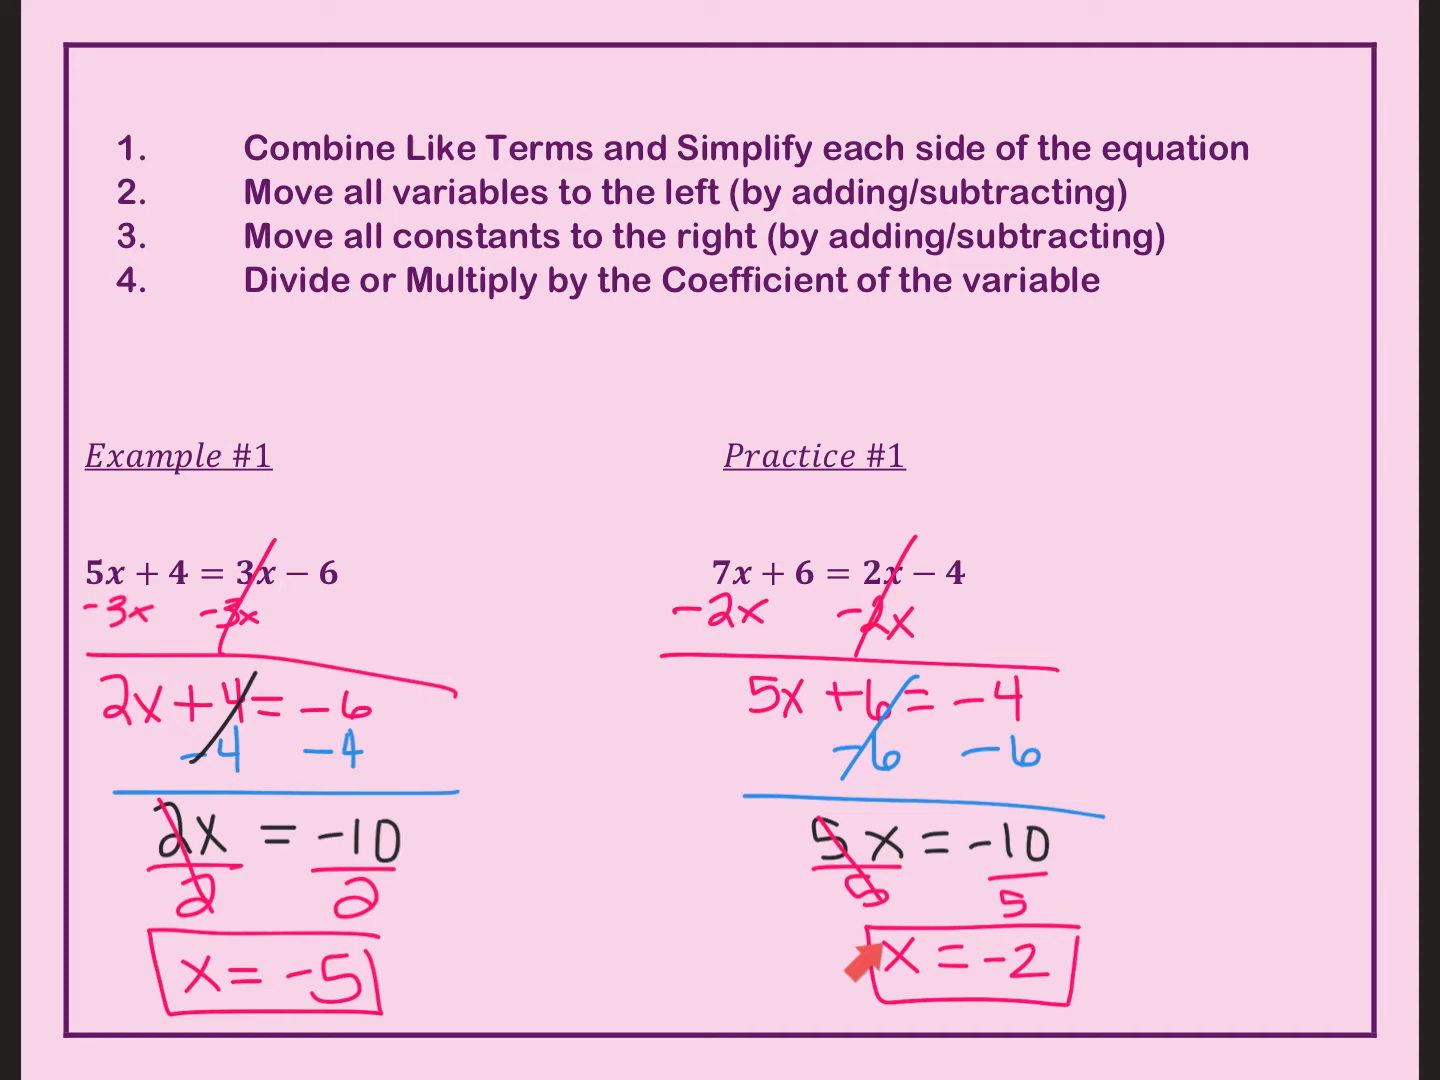 1. Combine Like Terms and Simplify each side of the equation
2. Move all variables to the left (by adding/subtracting)
3. Move all constants to the right (by adding/subtracting)
4. Divide or Multiply by the Coefficient of the variable
Example #1
5x + 4 = 3x − 6
-3x -3x
2x+4= -6
-4 -4
2x = -10
2 2
x= -5
Practice #1
7x + 6 = 2x − 4
-2x -2x
5x +6= -4
-6 -6
5x = -10
5 5
x = -2